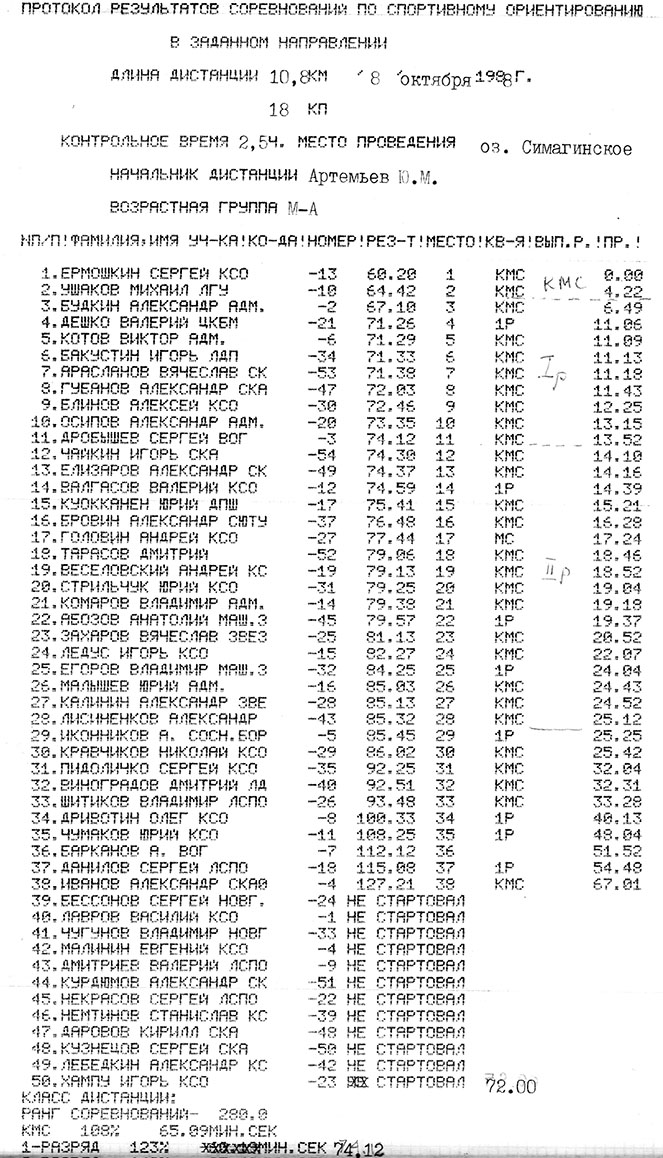 ПРОТОКОЛ РЕЗУЛЬТАТОВ СОРЕВНОВАНИЙ ПО СПОРТИВНОМУ ОРИЕНТИРОВАНИЮ
В ЗАДАННОМ НАПРАВЛЕНИИ
ДЛИНА ДИСТАНЦИИ 10,8КМ 8 октября 1988г.
18 КП
КОНТРОЛЬНОЕ ВРЕМЯ 2,5Ч. МЕСТО ПРОВЕДЕНИЯ оз. Симагинское
НАЧАЛЬНИК ДИСТАНЦИИ Артемьев Ю.М.
ВОЗРАСТНАЯ ГРУППА М-А
NП/П!ФАМИЛИЯ,ИМЯ УЧ-КА!КО-ДА!НОМЕР!РЕЗ-Т!МЕСТО!КВ-Я!ВЫП.Р.!ПР.!
1.ЕРМОШКИН СЕРГЕЙ КСО -13 60.20 1 КМС КМС 0.00
2.УШАКОВ МИХАИЛ ЛГУ -10 64.42 2 КМС 4.22
3.БУДКИН АЛЕКСАНДР АДМ. -2 67.10 3 КМС 6.49
4.ДЕШКО ВАЛЕРИЙ ЦКБМ -21 71.26 4 1Р 11.06
5.КОТОВ ВИКТОР АДМ. -6 71.29 5 КМС 11.09
6.БАКУСТИН ИГОРЬ ЛДП -34 71.33 6 КМС 11.13
7.АРАСЛАНОВ ВЯЧЕСЛАВ СК -53 71.38 7 КМС Iр 11.18
8.ГУБАНОВ АЛЕКСАНДР СКА -47 72.03 8 КМС 11.43
9.БЛИНОВ АЛЕКСЕЙ КСО -30 72.46 9 КМС 12.25
10.ОСИПОВ АЛЕКСАНДР АДМ. -20 73.35 10 КМС 13.15
11.ДРОБЫШЕВ СЕРГЕЙ ВОГ -3 74.12 11 КМС 13.52
12.ЧАЙКИН ИГОРЬ СКА -54 74.30 12 КМС 14.10
13.ЕЛИЗАРОВ АЛЕКСАНДР СК -49 74.37 13 КМС 14.16
14.ВАЛГАСОВ ВАЛЕРИЙ КСО -12 74.59 14 1Р 14.39
15.КУОККАНЕН ЮРИЙ ДПШ -17 75.41 15 КМС 15.21
16.БРОВИН АЛЕКСАНДР СЮТУ -37 76.48 16 КМС 16.28
17.ГОЛОВИН АНДРЕЙ КСО -27 77.44 17 МС 17.24
18.ТАРАСОВ ДМИТРИЙ -52 79.06 18 КМС 18.46
19.ВЕСЕЛОВСКИЙ АНДРЕЙ КС -19 79.13 19 КМС IIр 18.52
20.СТРИЛЬЧУК ЮРИЙ КСО -31 79.25 20 КМС 19.04
21.КОМАРОВ ВЛАДИМИР АДМ. -14 79.38 21 КМС 19.18
22.АБОЗОВ АНАТОЛИЙ МАШ.З -45 79.57 22 1Р 19.37
23.ЗАХАРОВ ВЯЧЕСЛАВ ЗВЕЗ -25 81.13 23 КМС 20.52
24.ЛЕДУС ИГОРЬ КСО -15 82.27 24 КМС 22.07
25.ЕГОРОВ ВЛАДИМИР МАШ.З -32 84.25 25 1Р 24.04
26.МАЛЫШЕВ ЮРИЙ АДМ. -16 85.03 26 КМС 24.43
27.КАЛИНИН АЛЕКСАНДР ЗВЕ -28 85.13 27 КМС 24.52
28.ЛИСИНЕНКОВ АЛЕКСАНДР -43 85.32 28 КМС 25.12
29.ИКОННИКОВ А. СОСН.БОР -5 85.45 29 1Р 25.25
30.КРАВЧИКОВ НИКОЛАЙ КСО -29 86.02 30 КМС 25.42
31.ПИДОЛИЧКО СЕРГЕЙ КСО -35 92.25 31 КМС 32.04
32.ВИНОГРАДОВ ДМИТРИЙ ЛД -40 92.51 32 КМС 32.31
33.ШИТИКОВ ВЛАДИМИР ЛСПО -26 93.48 33 КМС 33.28
34.ДРИВОТИН ОЛЕГ КСО -8 100.33 34 1Р 40.13
35.ЧУМАКОВ ЮРИЙ КСО -11 108.25 35 1Р 48.04
36.БАРКАНОВ А. ВОГ -7 112.12 36 51.52
37.ДАНИЛОВ СЕРГЕЙ ЛСПО -18 115.08 37 1Р 54.48
38.ИВАНОВ АЛЕКСАНДР СКА0 -4 127.21 38 КМС 67.01
39.БЕССОНОВ СЕРГЕЙ НОВГ. -24 НЕ СТАРТОВАЛ
40.ЛАВРОВ ВАСИЛИЙ КСО -1 НЕ СТАРТОВАЛ
41.ЧУГУНОВ ВЛАДИМИР НОВГ -33 НЕ СТАРТОВАЛ
42.МАЛИНИН ЕВГЕНИЙ КСО -4 НЕ СТАРТОВАЛ
43.ДМИТРИЕВ ВАЛЕРИЙ ЛСПО -9 НЕ СТАРТОВАЛ
44.КУРДЮМОВ АЛЕКСАНДР СК -51 НЕ СТАРТОВАЛ
45.НЕКРАСОВ СЕРГЕЙ ЛСПО -22 НЕ СТАРТОВАЛ
46.НЕМТИНОВ СТАНИСЛАВ КС -39 НЕ СТАРТОВАЛ
47.ДАРОВОВ КИРИЛЛ СКА -48 НЕ СТАРТОВАЛ
48.КУЗНЕЦОВ СЕРГЕЙ СКА -50 НЕ СТАРТОВАЛ
49.ЛЕБЕДКИН АЛЕКСАНДР КС -42 НЕ СТАРТОВАЛ
50.ХАМПУ ИГОРЬ КСО -23 СТАРТОВАЛ 72.00
КЛАСС ДИСТАНЦИИ:
РАНГ СОРЕВНОВАНИЙ- 280.0
КМС 108% 65.09МИН.СЕК
1-РАЗРЯД 123% МИН.СЕК 74.12